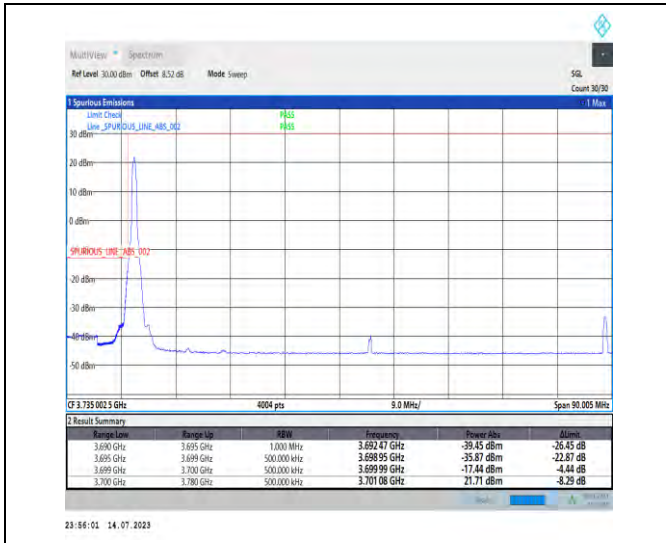 MultiView Spectrum
Ref Level 30.00 dBm Offset 8.52 dB Mode Sweep SGL
Count 30/30
1 Spurious Emissions 1 Max
Limit Check PASS
Line _SPURIOUS_LINE_ABS_002 PASS
30 dBm
20 dBm
10 dBm
0 dBm
SPURIOUS_LINE_ABS_002
-20 dBm
-30 dBm
-40 dBm
-50 dBm
CF 3.735 002 5 GHz 4004 pts 9.0 MHz/ Span 90.005 MHz
2 Result Summary
Range Low Range Up RBW Frequency Power Abs ΔLimit
3.690 GHz 3.695 GHz 1.000 MHz 3.692 47 GHz -39.45 dBm -26.45 dB
3.695 GHz 3.699 GHz 500.000 kHz 3.698 95 GHz -35.87 dBm -22.87 dB
3.699 GHz 3.700 GHz 500.000 kHz 3.699 99 GHz -17.44 dBm -4.44 dB
3.700 GHz 3.780 GHz 500.000 kHz 3.701 08 GHz 21.71 dBm -8.29 dB
23:56:01 14.07.2023